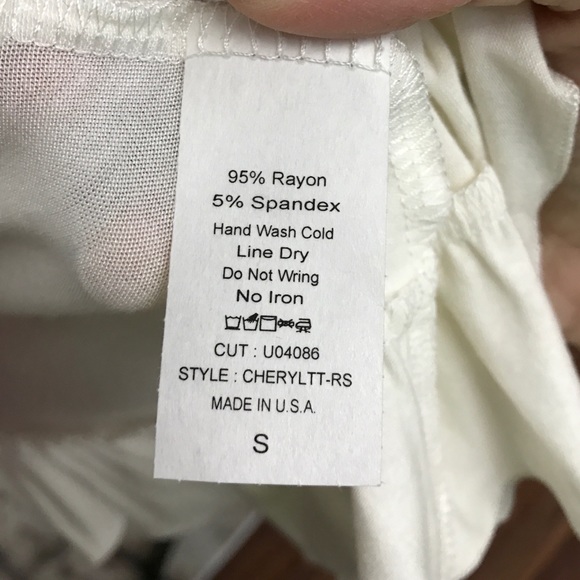 95% Rayon
5% Spandex
Hand Wash Cold
Line Dry
Do Not Wring
No Iron
CUT : U04086
STYLE : CHERYLTT-RS
MADE IN U.S.A.
S